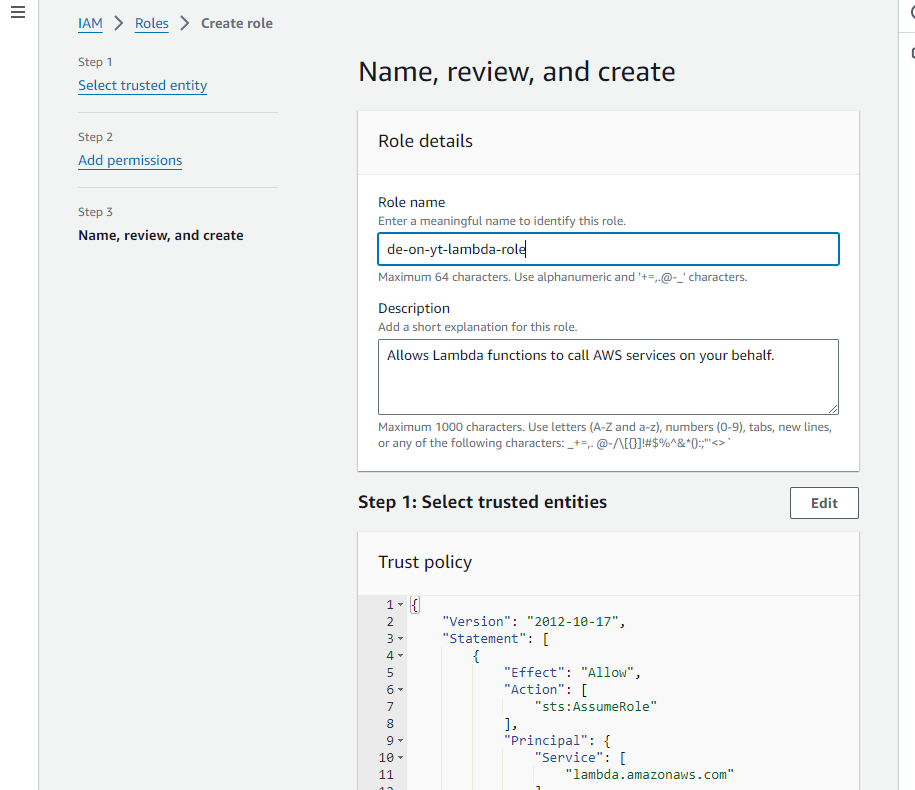 IAM > Roles > Create role
Step 1
Select trusted entity
Step 2
Add permissions
Step 3
Name, review, and create
Name, review, and create
Role details
Role name
Enter a meaningful name to identify this role.
de-on-yt-lambda-role
Maximum 64 characters. Use alphanumeric and '+=,.@-_' characters.
Description
Add a short explanation for this role.
Allows Lambda functions to call AWS services on your behalf.
Maximum 1000 characters. Use letters (A-Z and a-z), numbers (0-9), tabs, new lines,
or any of the following characters: _+=,. @-/\[{}]!#$%^&*();:"'<>`
Step 1: Select trusted entities
Edit
Trust policy
1 {
2 "Version": "2012-10-17",
3 "Statement": [
4 {
5 "Effect": "Allow",
6 "Action": [
7 "sts:AssumeRole"
8 ],
9 "Principal": {
10 "Service": [
11 "lambda.amazonaws.com"